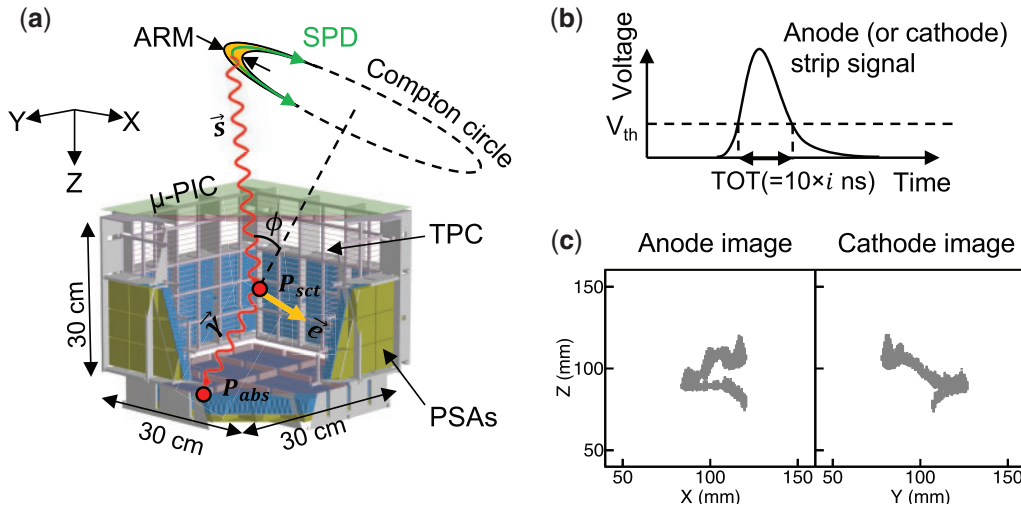 (a)
ARM
SPD
Compton circle
s⃗
Y
X
Z
μ-PIC
ϕ
TPC
P_sct
30 cm
γ⃗
e⃗
P_abs
PSAs
30 cm
30 cm
(b)
Voltage
Anode (or cathode)
strip signal
V_th
TOT(=10×i ns)
Time
(c)
Anode image
Cathode image
Z (mm)
150
100
50
50
100
150
50
100
150
X (mm)
Y (mm)